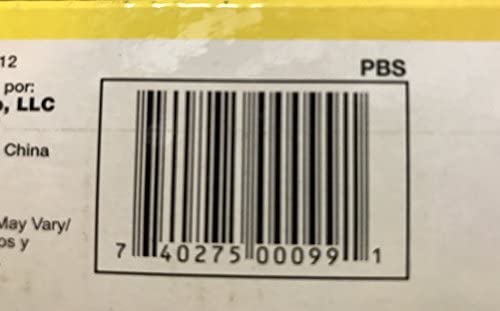 12
por:
, LLC
China
May Vary/
os y
PBS
7 40275 00099 1